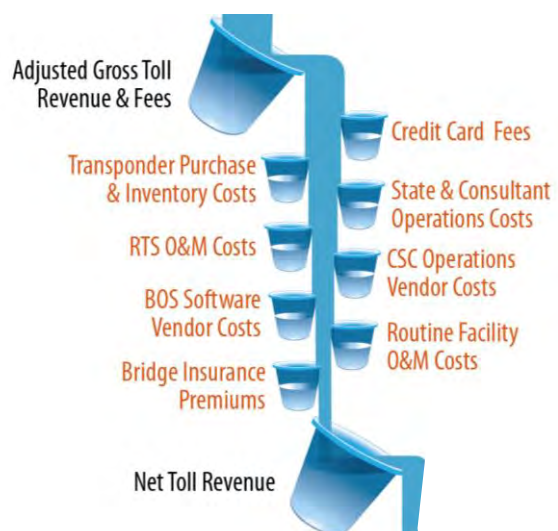 Adjusted Gross Toll
Revenue & Fees
Credit Card Fees
Transponder Purchase
& Inventory Costs
State & Consultant
Operations Costs
RTS O&M Costs
CSC Operations
Vendor Costs
BOS Software
Vendor Costs
Routine Facility
O&M Costs
Bridge Insurance
Premiums
Net Toll Revenue